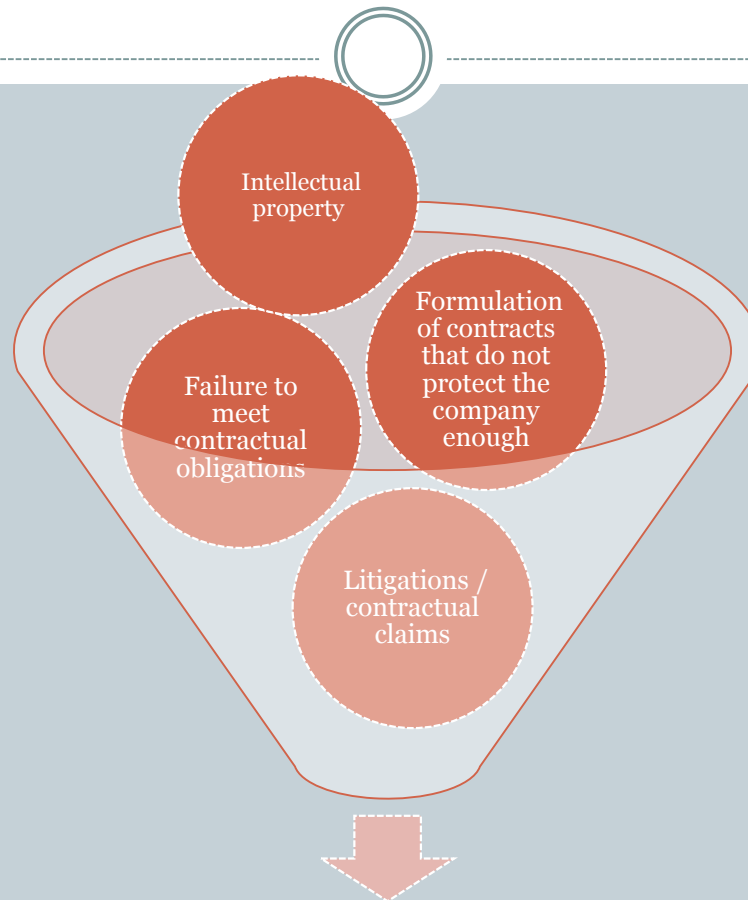 Intellectual
property
Formulation
of contracts
that do not
protect the
company
enough
Failure to
meet
contractual
obligations
Litigations /
contractual
claims